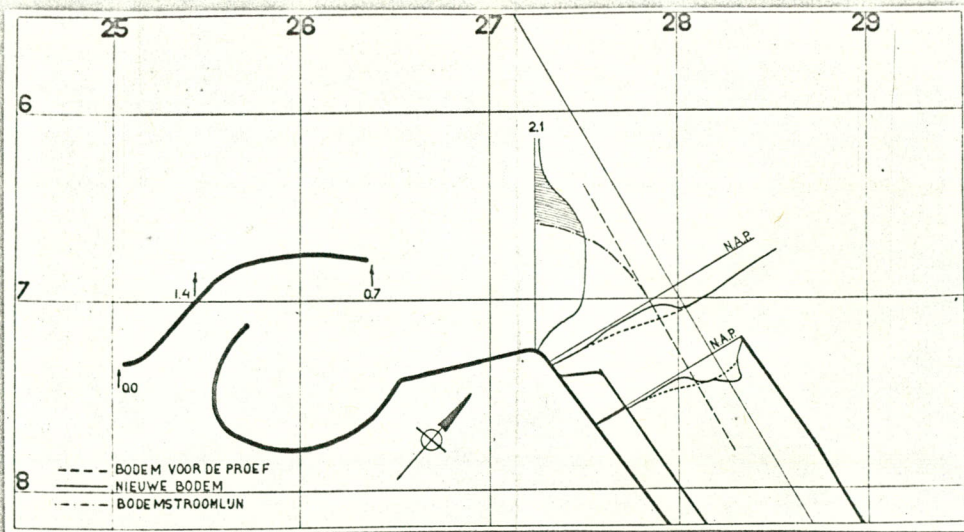 25 26 27 28 29
6
2.1
N.A.P.
7
1.4
0.7
N.A.P.
0.0
8
BODEM VOOR DE PROEF
NIEUWE BODEM
BODEMSTROOMLIJN